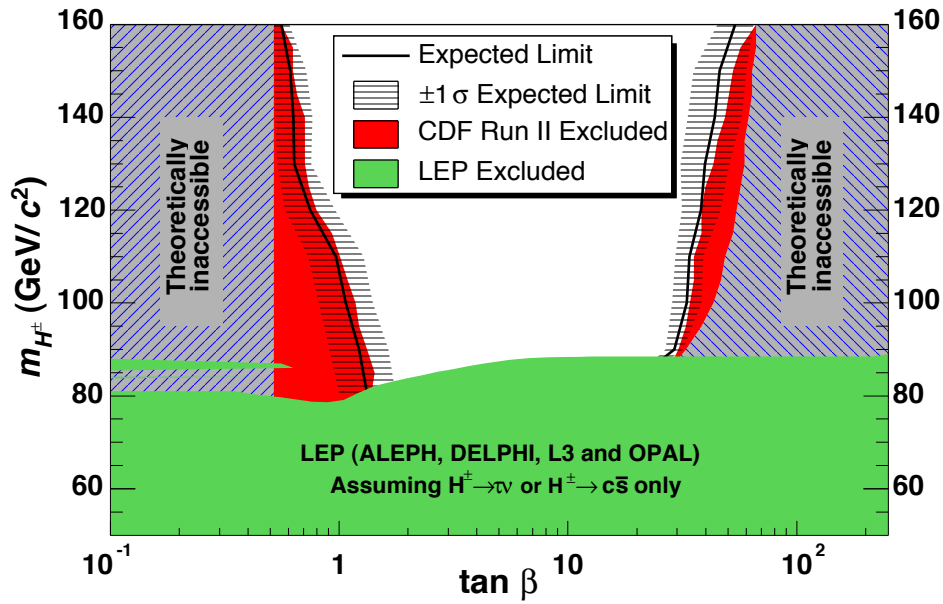 160
140
120
100
80
60
m_H± (GeV/c²)
Theoretically
inaccessible
Expected Limit
±1 σ Expected Limit
CDF Run II Excluded
LEP Excluded
Theoretically
inaccessible
160
140
120
100
80
60
LEP (ALEPH, DELPHI, L3 and OPAL)
Assuming H±→τν or H±→cs̄ only
10⁻¹ 1 10 10²
tan β